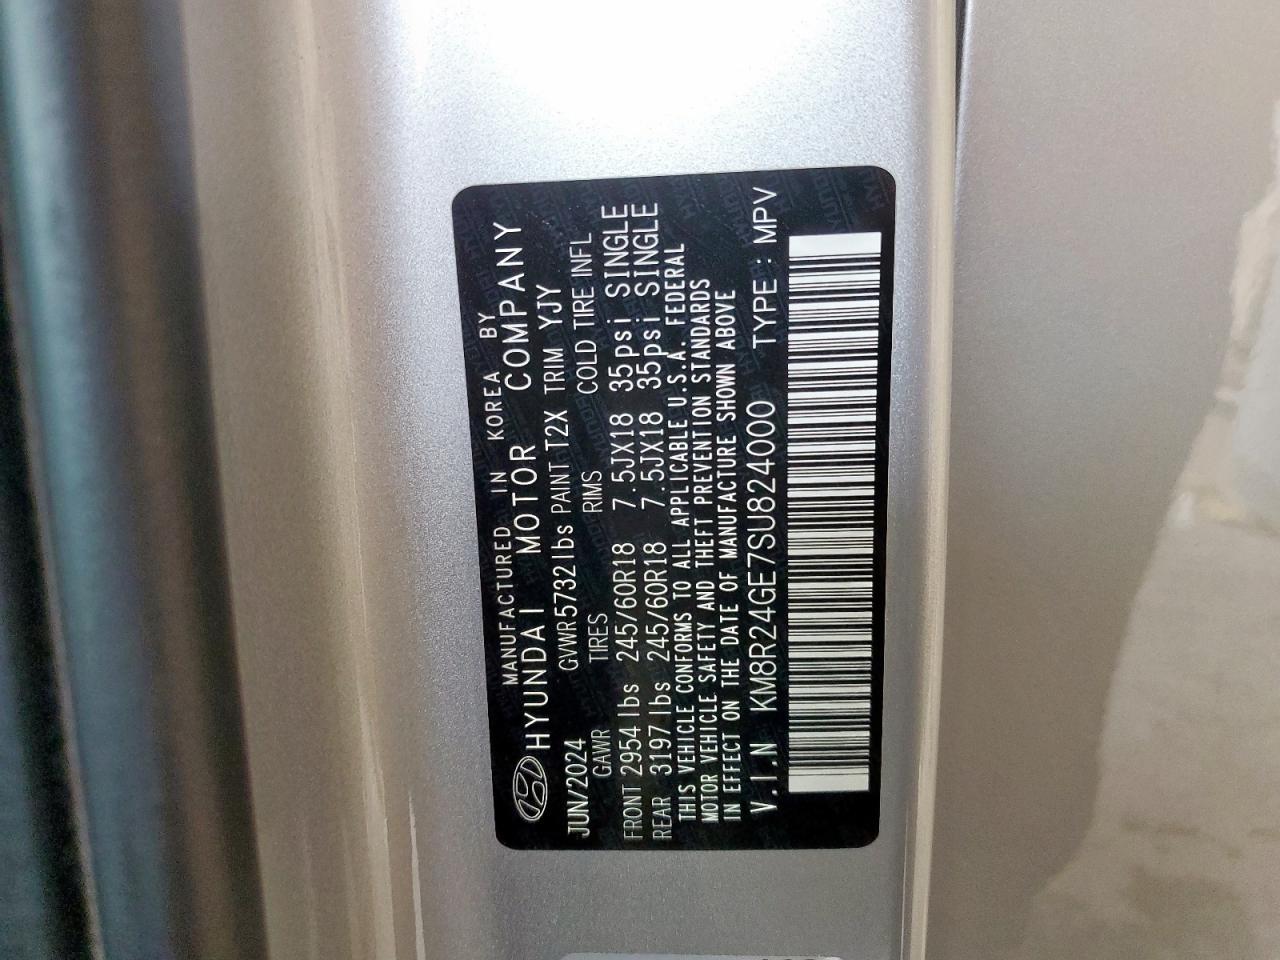 MANUFACTURED IN KOREA BY
HYUNDAI MOTOR COMPANY
JUN/2024 GVWR 5732 lbs PAINT T2X TRIM YJY
GAWR TIRES RIMS COLD TIRE INFL
FRONT 2954 lbs 245/60R18 7.5JX18 35psi SINGLE
REAR 3197 lbs 245/60R18 7.5JX18 35psi SINGLE
THIS VEHICLE CONFORMS TO ALL APPLICABLE U.S.A. FEDERAL
MOTOR VEHICLE SAFETY AND THEFT PREVENTION STANDARDS
IN EFFECT ON THE DATE OF MANUFACTURE SHOWN ABOVE
V.I.N KM8R24GE7SU824000 TYPE: MPV